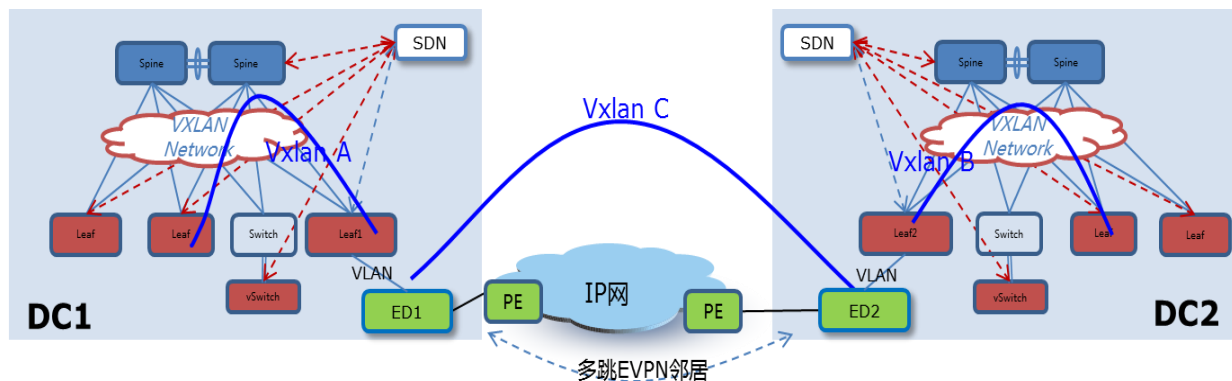 SDN
Spine
Spine
VXLAN
Network
Vxlan A
Leaf
Leaf
Switch
Leaf1
vSwitch
VLAN
DC1
ED1
Vxlan C
PE
IP网
PE
多跳EVPN邻居
SDN
Spine
Spine
VXLAN
Network
Vxlan B
Leaf2
Switch
Leaf
Leaf
VLAN
vSwitch
ED2
DC2